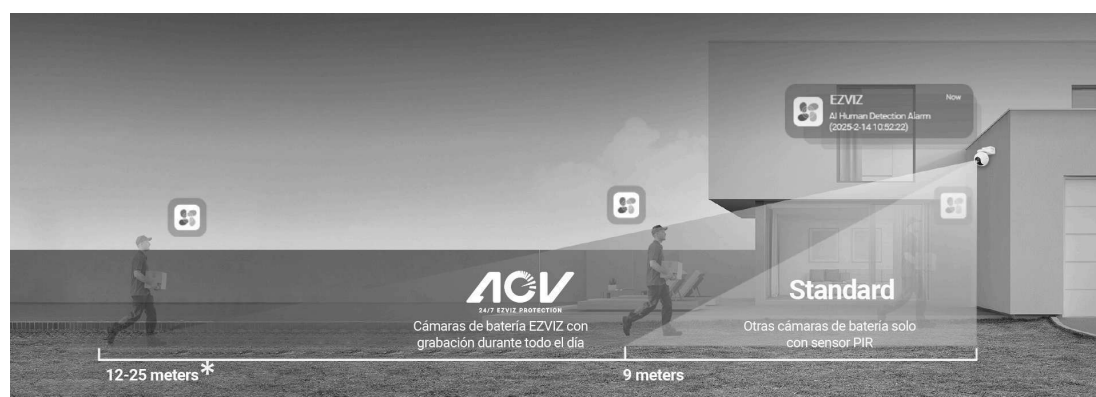 EZVIZ
Now
AI Human Detection Alarm
(2025-2-14 10:52:22)
AOV
24/7 EZVIZ PROTECTION
Cámaras de batería EZVIZ con
grabación durante todo el día
Standard
Otras cámaras de batería solo
con sensor PIR
12-25 meters*
9 meters